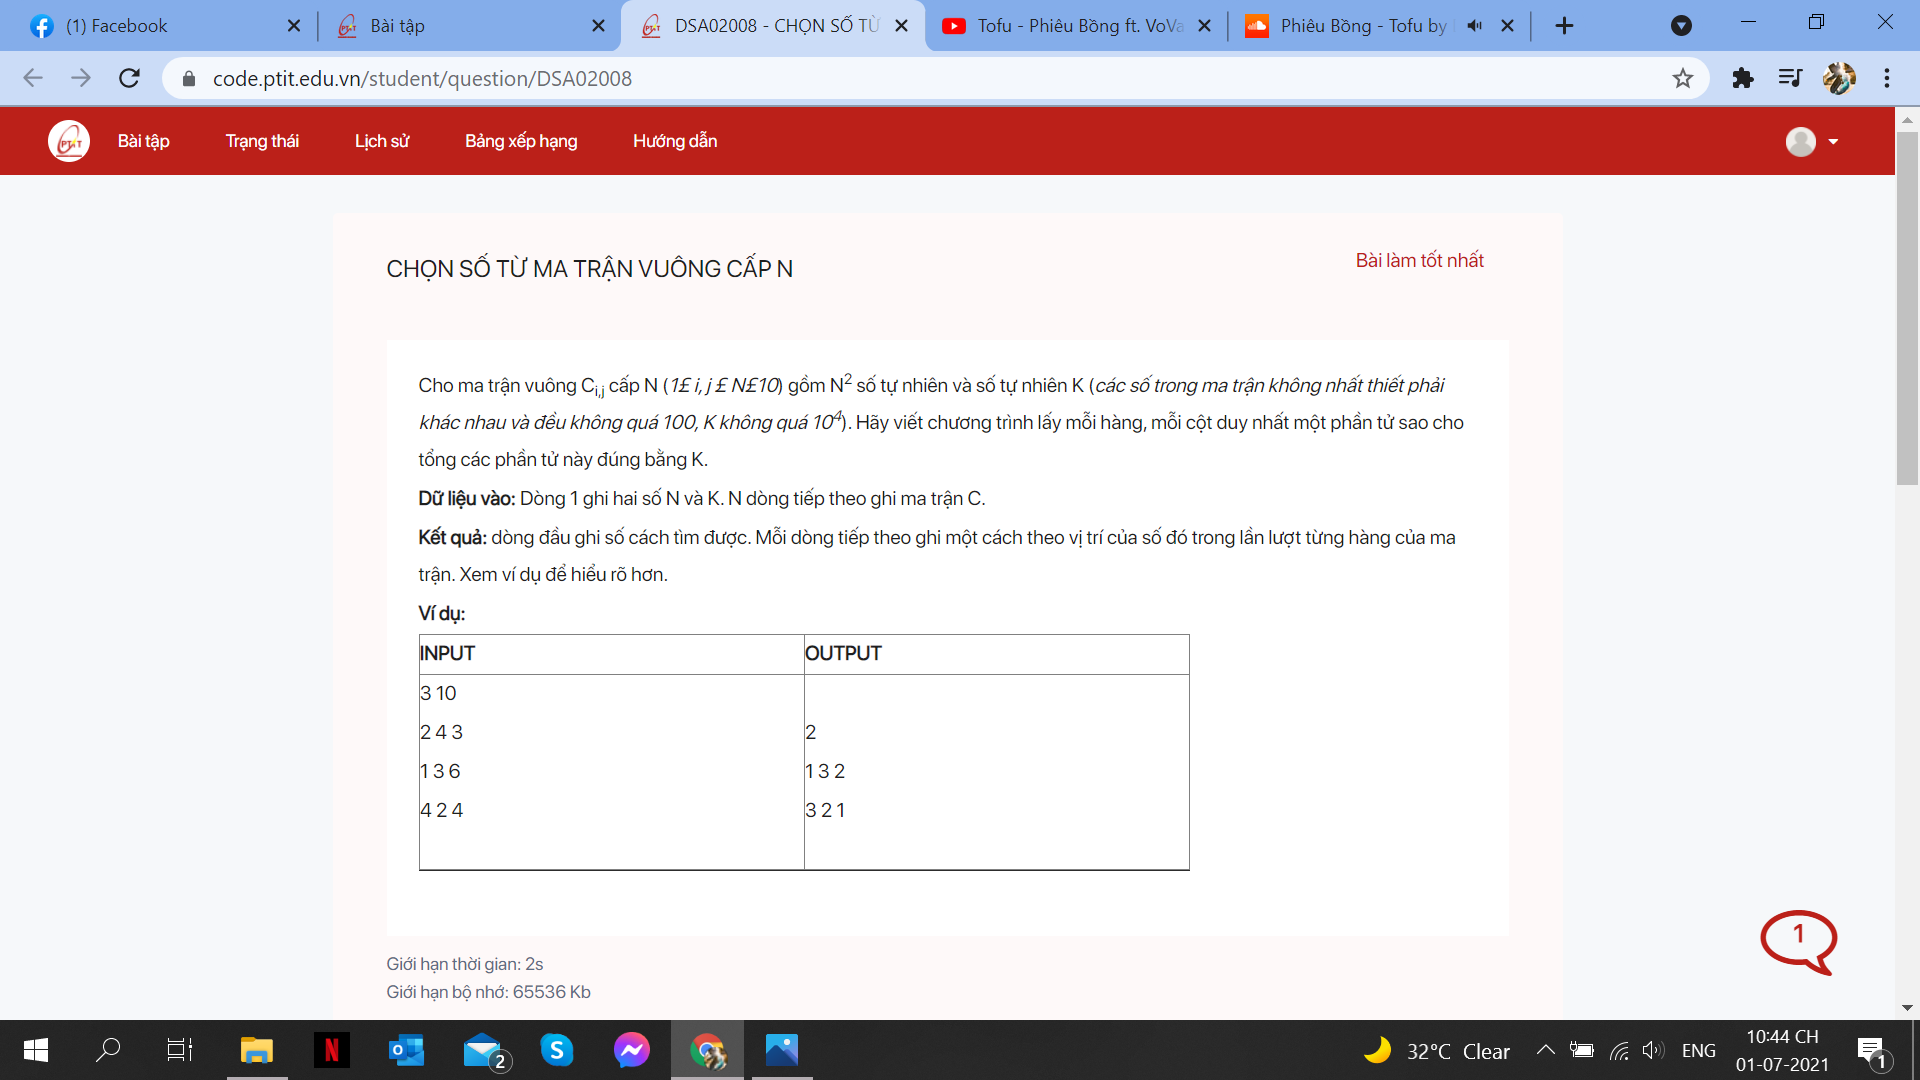 (1) Facebook
Bài tập
DSA02008 - CHỌN SỐ TỪ
Tofu - Phiêu Bồng ft. VoVa
Phiêu Bồng - Tofu by
code.ptit.edu.vn/student/question/DSA02008
PTIT
Bài tập
Trạng thái
Lịch sử
Bảng xếp hạng
Hướng dẫn
CHỌN SỐ TỪ MA TRẬN VUÔNG CẤP N
Bài làm tốt nhất
Cho ma trận vuông Ci,j cấp N (1£ i, j £ N£10) gồm N2 số tự nhiên và số tự nhiên K (các số trong ma trận không nhất thiết phải
khác nhau và đều không quá 100, K không quá 104). Hãy viết chương trình lấy mỗi hàng, mỗi cột duy nhất một phần tử sao cho
tổng các phần tử này đúng bằng K.
Dữ liệu vào: Dòng 1 ghi hai số N và K. N dòng tiếp theo ghi ma trận C.
Kết quả: dòng đầu ghi số cách tìm được. Mỗi dòng tiếp theo ghi một cách theo vị trí của số đó trong lần lượt từng hàng của ma
trận. Xem ví dụ để hiểu rõ hơn.
Ví dụ:
INPUT OUTPUT
3 10
2 4 3 2
1 3 6 1 3 2
4 2 4 3 2 1
1
Giới hạn thời gian: 2s
Giới hạn bộ nhớ: 65536 Kb
N
2
S
32°C Clear
ENG
10:44 CH
01-07-2021
1